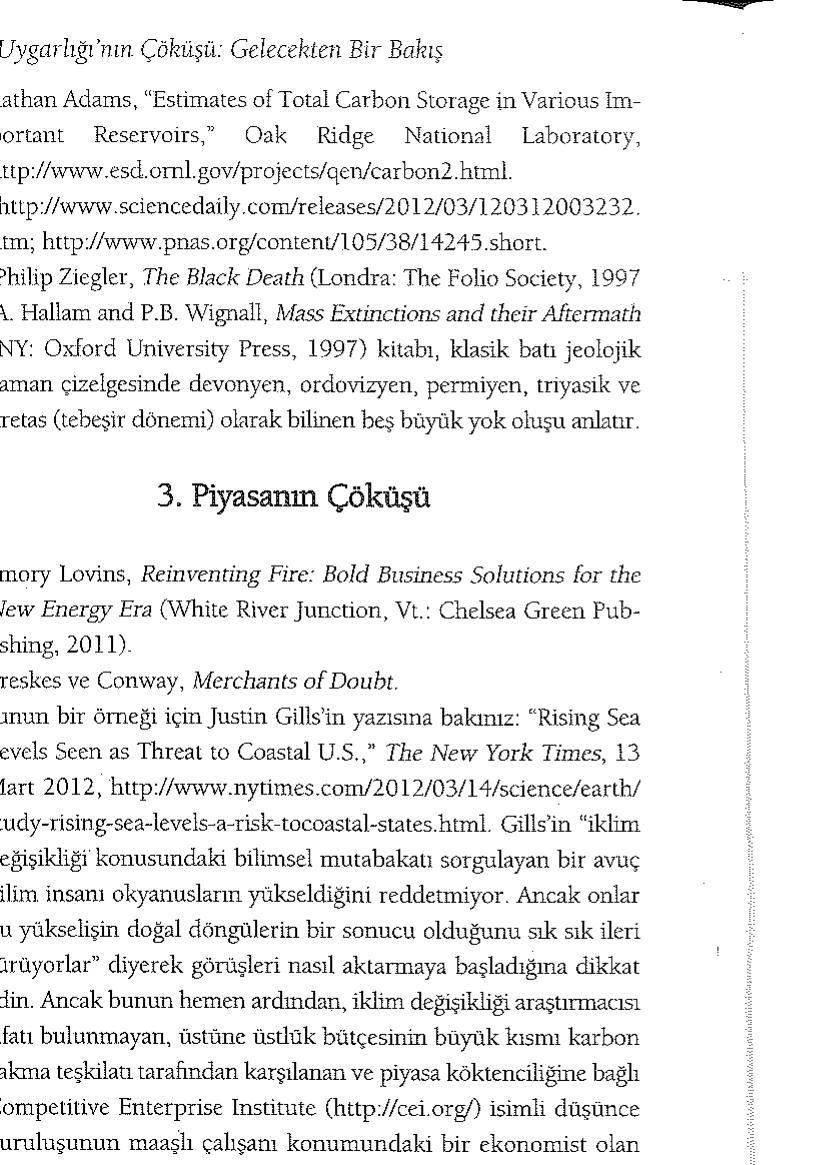 Uygarlığı'nın Çöküşü: Gelecekten Bir Bakış
athan Adams, “Estimates of Total Carbon Storage in Various Im-
ortant Reservoirs,” Oak Ridge National Laboratory,
ttp://www.esd.ornl.gov/projects/qen/carbon2.html.
http://www.sciencedaily.com/releases/2012/03/120312003232.
tm; http://www.pnas.org/content/105/38/14245.short.
Philip Ziegler, The Black Death (Londra: The Folio Society, 1997
A. Hallam and P.B. Wignall, Mass Extinctions and their Aftermath
NY: Oxford University Press, 1997) kitabı, klasik batı jeolojik
aman çizelgesinde devonyen, ordovizyen, permiyen, triyasik ve
retas (tebeşir dönemi) olarak bilinen beş büyük yok oluşu anlatır.
3. Piyasanın Çöküşü
mory Lovins, Reinventing Fire: Bold Business Solutions for the
New Energy Era (White River Junction, Vt.: Chelsea Green Pub-
shing, 2011).
reskes ve Conway, Merchants of Doubt.
unun bir örneği için Justin Gills'in yazısına bakınız: “Rising Sea
evels Seen as Threat to Coastal U.S.,” The New York Times, 13
Mart 2012, http://www.nytimes.com/2012/03/14/science/earth/
tudy-rising-sea-levels-a-risk-tocoastal-states.html. Gills'in “iklim
eğişikliği konusundaki bilimsel mutabakatı sorgulayan bir avuç
ilim insanı okyanusların yükseldiğini reddetmiyor. Ancak onlar
u yükselişin doğal döngülerin bir sonucu olduğunu sık sık ileri
ürüyorlar” diyerek görüşleri nasıl aktarmaya başladığına dikkat
din. Ancak bunun hemen ardından, iklim değişikliği araştırmacısı
fatı bulunmayan, üstüne üstlük bütçesinin büyük kısmı karbon
akma teşkilatı tarafından karşılanan ve piyasa köktenciliğine bağlı
ompetitive Enterprise Institute (http://cei.org/) isimli düşünce
uruluşunun maaşlı çalışanı konumundaki bir ekonomist olan